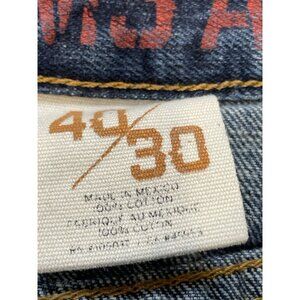 40/30
MADE IN MEXICO
100% COTTON
FABRIQUE AU MEXIQUE
100% COTON